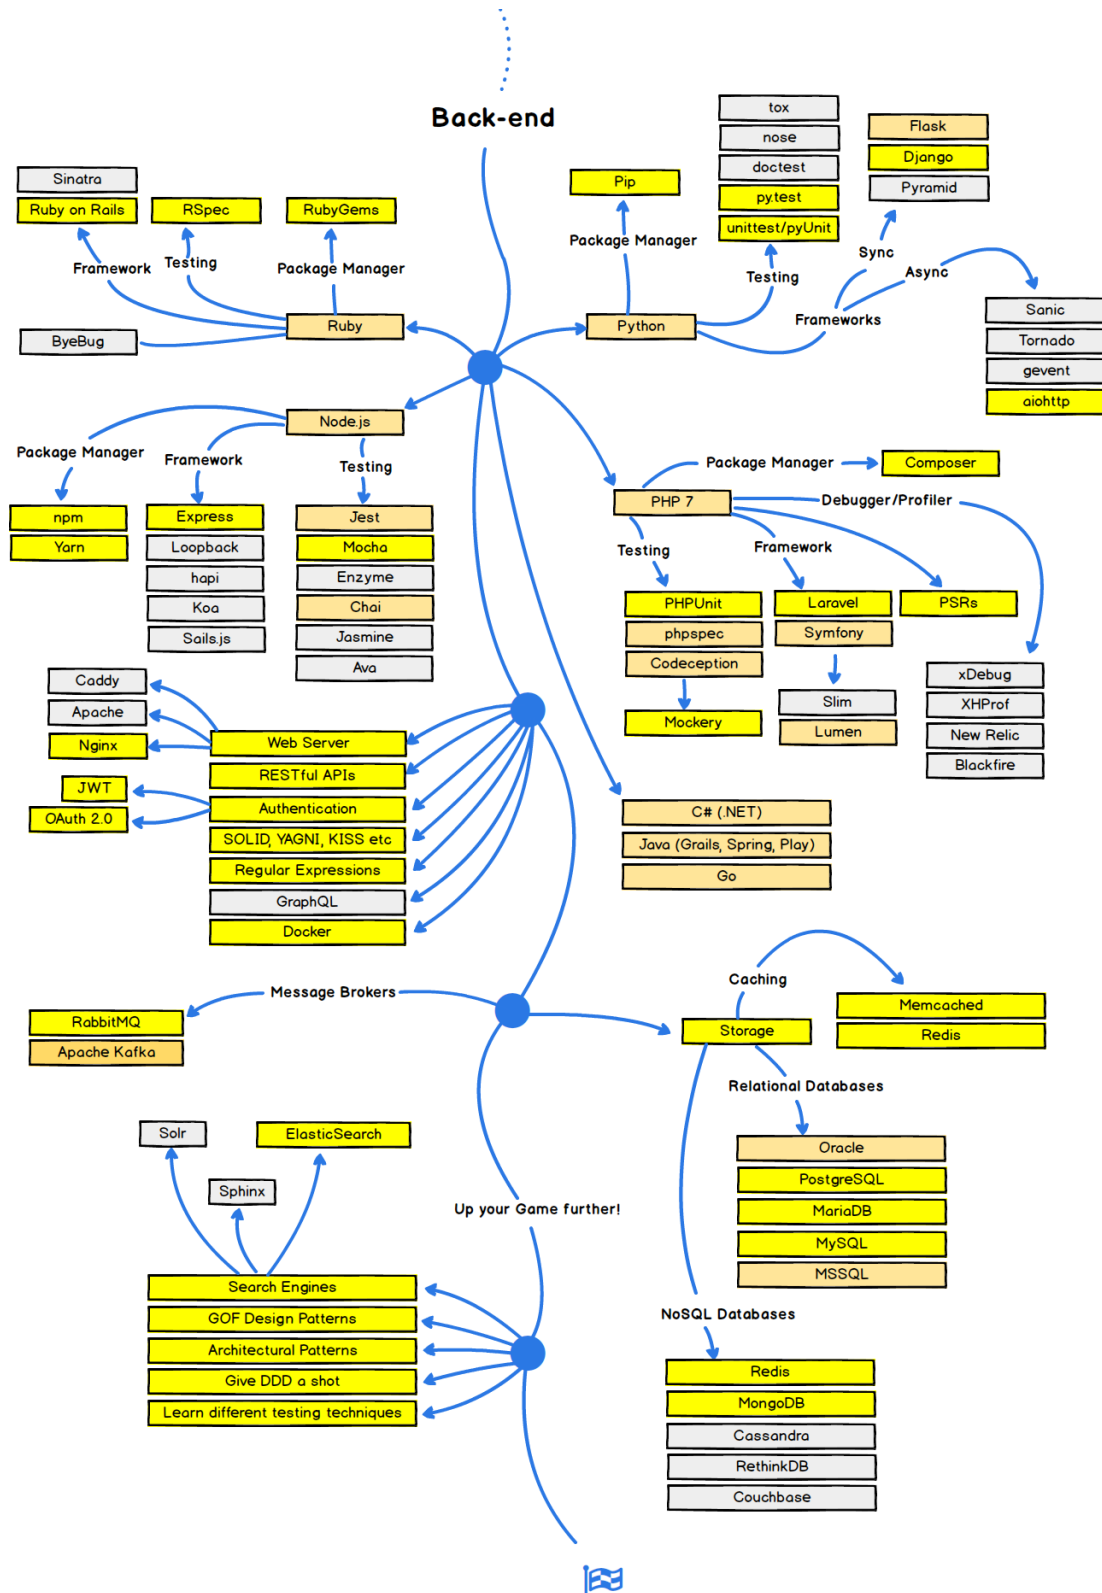 Back-end
Sinatra
Ruby on Rails
RSpec
RubyGems
Framework
Testing
Package Manager
Ruby
ByeBug
Pip
Package Manager
tox
nose
doctest
py.test
unittest/pyUnit
Testing
Flask
Django
Pyramid
Sync
Async
Frameworks
Python
Sanic
Tornado
gevent
aiohttp
Node.js
Package Manager
Framework
Testing
npm
Yarn
Express
Loopback
hapi
Koa
Sails.js
Jest
Mocha
Enzyme
Chai
Jasmine
Ava
PHP 7
Package Manager
Composer
Debugger/Profiler
Testing
Framework
PHPUnit
phpspec
Codeception
Mockery
Laravel
Symfony
Slim
Lumen
PSRs
xDebug
XHProf
New Relic
Blackfire
Caddy
Apache
Nginx
JWT
OAuth 2.0
Web Server
RESTful APIs
Authentication
SOLID, YAGNI, KISS etc
Regular Expressions
GraphQL
Docker
C# (.NET)
Java (Grails, Spring, Play)
Go
Message Brokers
RabbitMQ
Apache Kafka
Storage
Caching
Memcached
Redis
Relational Databases
Oracle
PostgreSQL
MariaDB
MySQL
MSSQL
NoSQL Databases
Redis
MongoDB
Cassandra
RethinkDB
Couchbase
Up your Game further!
Solr
Sphinx
ElasticSearch
Search Engines
GOF Design Patterns
Architectural Patterns
Give DDD a shot
Learn different testing techniques